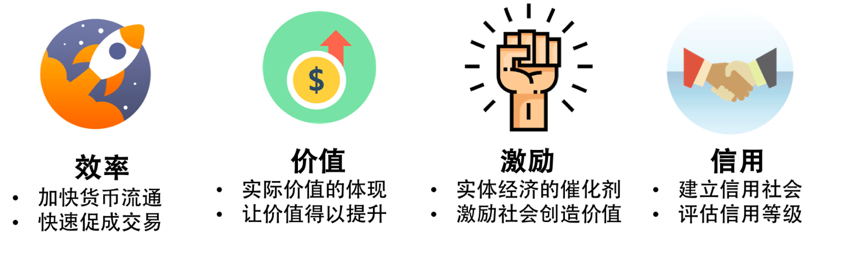 $
效率
• 加快货币流通
• 快速促成交易
价值
• 实际价值的体现
• 让价值得以提升
激励
• 实体经济的催化剂
• 激励社会创造价值
信用
• 建立信用社会
• 评估信用等级